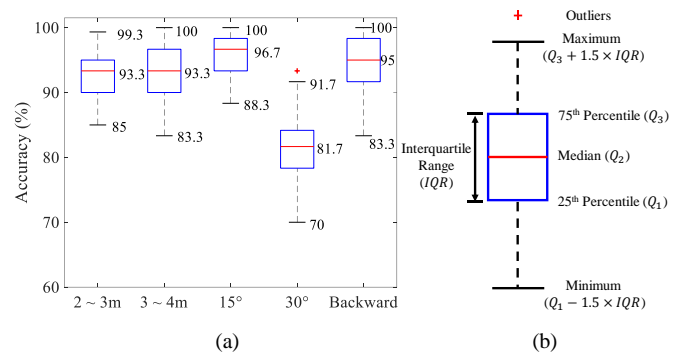 Accuracy (%)
100
90
80
70
60
99.3
93.3
85
100
93.3
83.3
100
96.7
88.3
91.7
81.7
70
100
95
83.3
2 ~ 3m
3 ~ 4m
15°
30°
Backward
(a)
Outliers
Maximum
(Q₃ + 1.5 × IQR)
75th Percentile (Q₃)
Interquartile
Range
(IQR)
Median (Q₂)
25th Percentile (Q₁)
Minimum
(Q₁ − 1.5 × IQR)
(b)